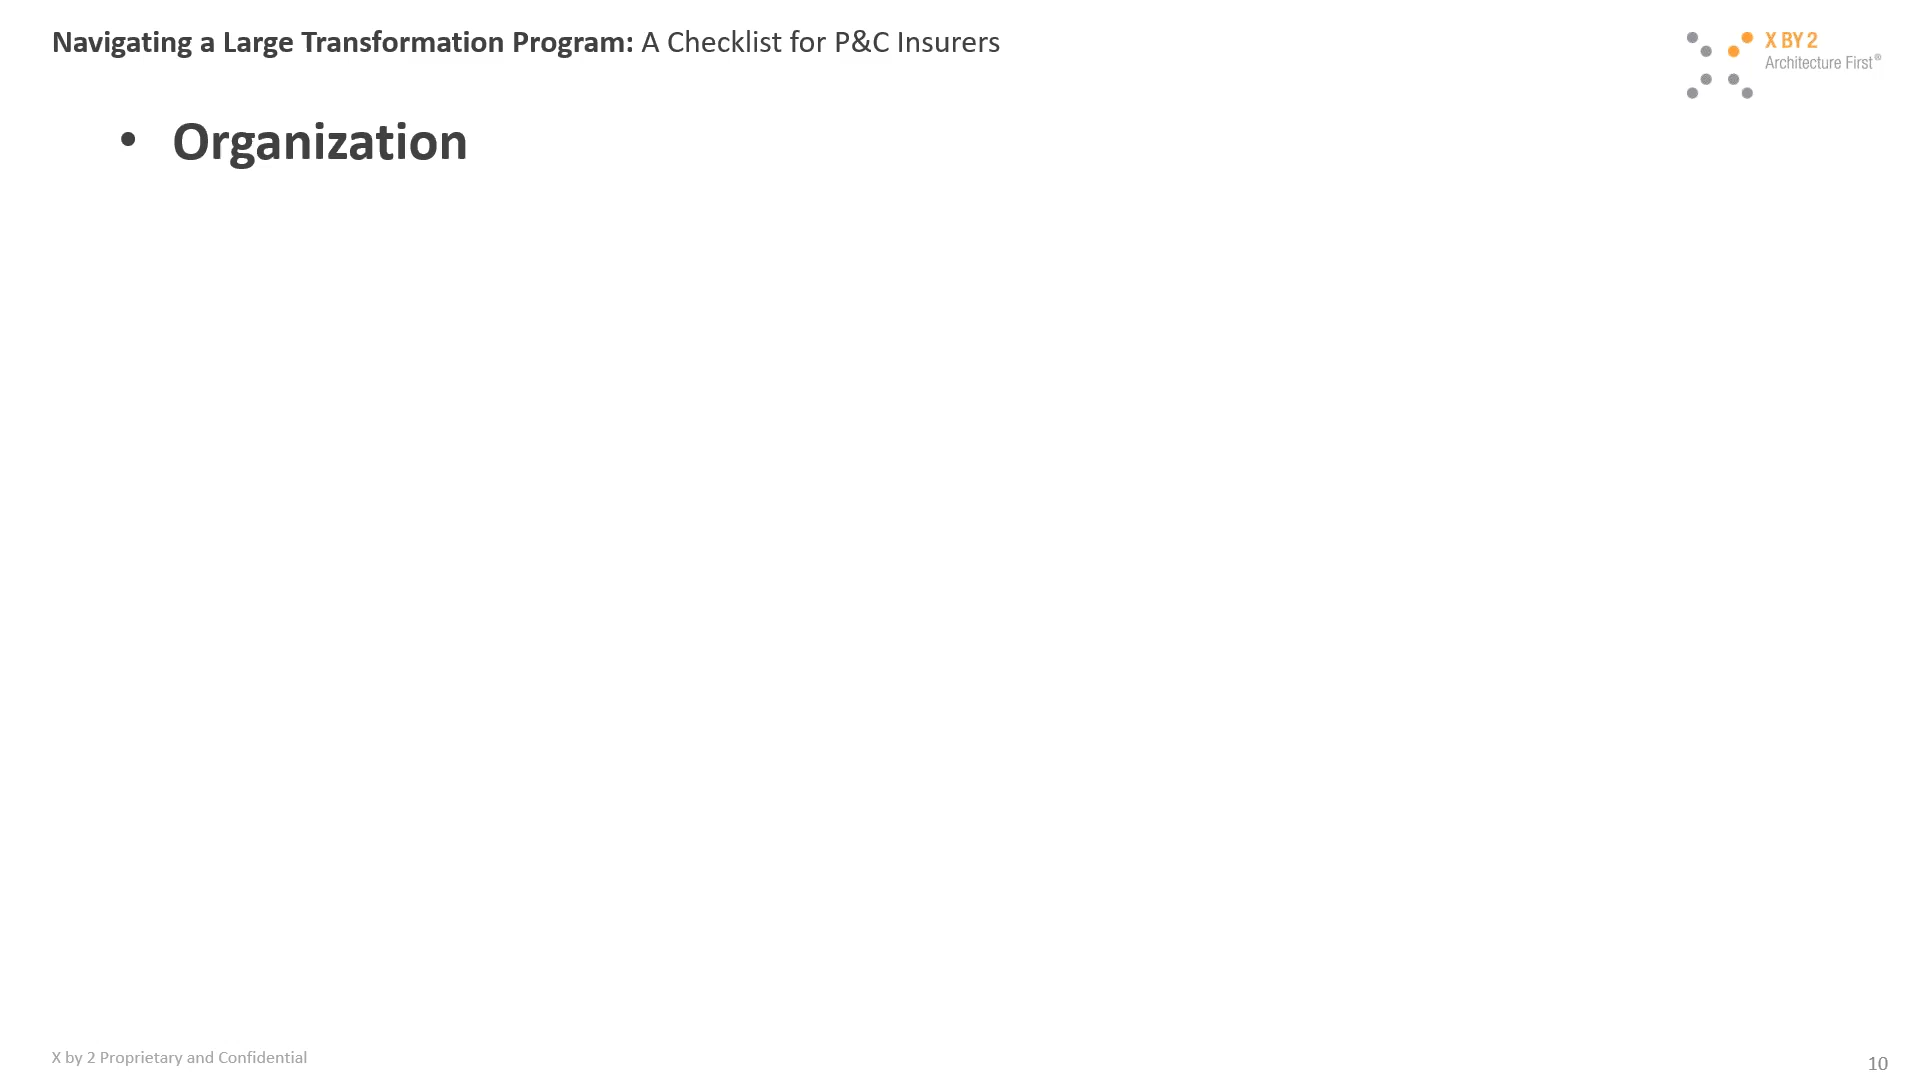 Navigating a Large Transformation Program: A Checklist for P&C Insurers
X BY 2
Architecture First®
• Organization
X by 2 Proprietary and Confidential
10